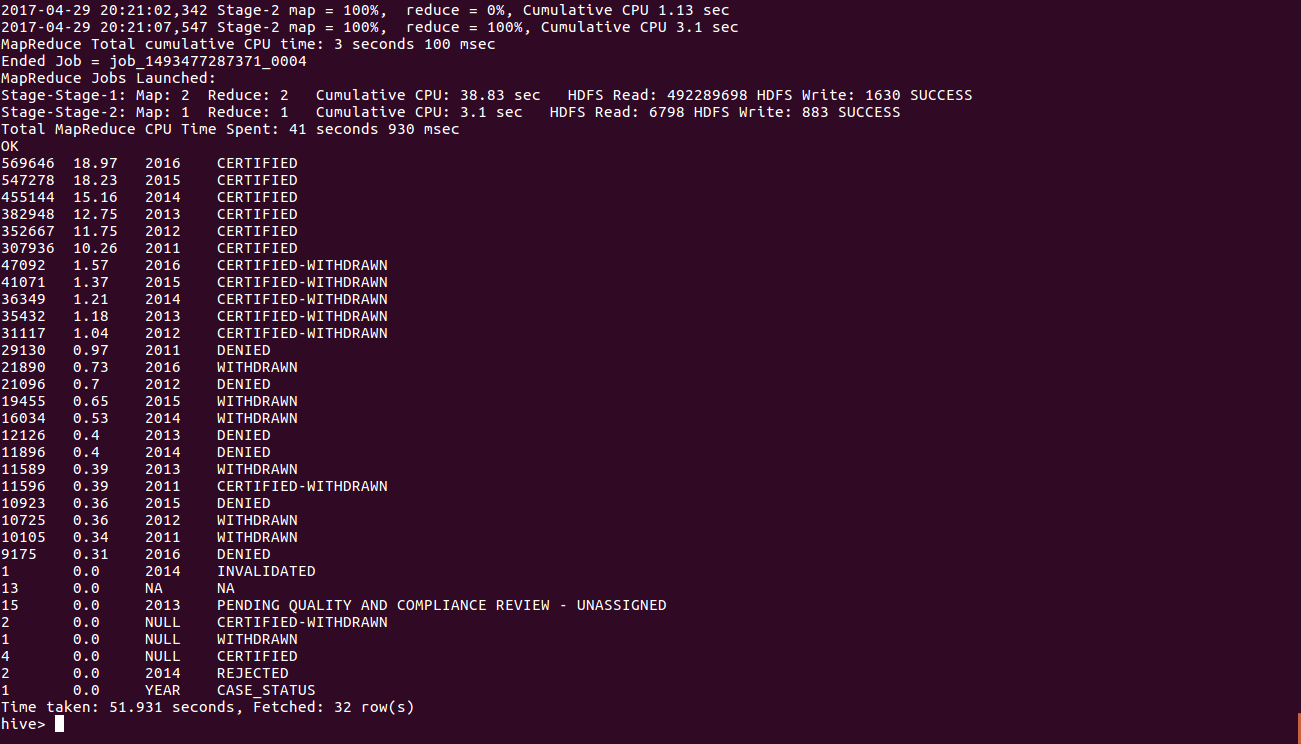 2017-04-29 20:21:02,342 Stage-2 map = 100%,  reduce = 0%, Cumulative CPU 1.13 sec
2017-04-29 20:21:07,547 Stage-2 map = 100%,  reduce = 100%, Cumulative CPU 3.1 sec
MapReduce Total cumulative CPU time: 3 seconds 100 msec
Ended Job = job_1493477287371_0004
MapReduce Jobs Launched:
Stage-Stage-1: Map: 2  Reduce: 2   Cumulative CPU: 38.83 sec   HDFS Read: 492289698 HDFS Write: 1630 SUCCESS
Stage-Stage-2: Map: 1  Reduce: 1   Cumulative CPU: 3.1 sec   HDFS Read: 6798 HDFS Write: 883 SUCCESS
Total MapReduce CPU Time Spent: 41 seconds 930 msec
OK
569646  18.97   2016    CERTIFIED
547278  18.23   2015    CERTIFIED
455144  15.16   2014    CERTIFIED
382948  12.75   2013    CERTIFIED
352667  11.75   2012    CERTIFIED
307936  10.26   2011    CERTIFIED
47092   1.57    2016    CERTIFIED-WITHDRAWN
41071   1.37    2015    CERTIFIED-WITHDRAWN
36349   1.21    2014    CERTIFIED-WITHDRAWN
35432   1.18    2013    CERTIFIED-WITHDRAWN
31117   1.04    2012    CERTIFIED-WITHDRAWN
29130   0.97    2011    DENIED
21890   0.73    2016    WITHDRAWN
21096   0.7     2012    DENIED
19455   0.65    2015    WITHDRAWN
16034   0.53    2014    WITHDRAWN
12126   0.4     2013    DENIED
11896   0.4     2014    DENIED
11589   0.39    2013    WITHDRAWN
11596   0.39    2011    CERTIFIED-WITHDRAWN
10923   0.36    2015    DENIED
10725   0.36    2012    WITHDRAWN
10105   0.34    2011    WITHDRAWN
9175    0.31    2016    DENIED
1       0.0     2014    INVALIDATED
13      0.0     NA      NA
15      0.0     2013    PENDING QUALITY AND COMPLIANCE REVIEW - UNASSIGNED
2       0.0     NULL    CERTIFIED-WITHDRAWN
1       0.0     NULL    WITHDRAWN
4       0.0     NULL    CERTIFIED
2       0.0     2014    REJECTED
1       0.0     YEAR    CASE_STATUS
Time taken: 51.931 seconds, Fetched: 32 row(s)
hive>